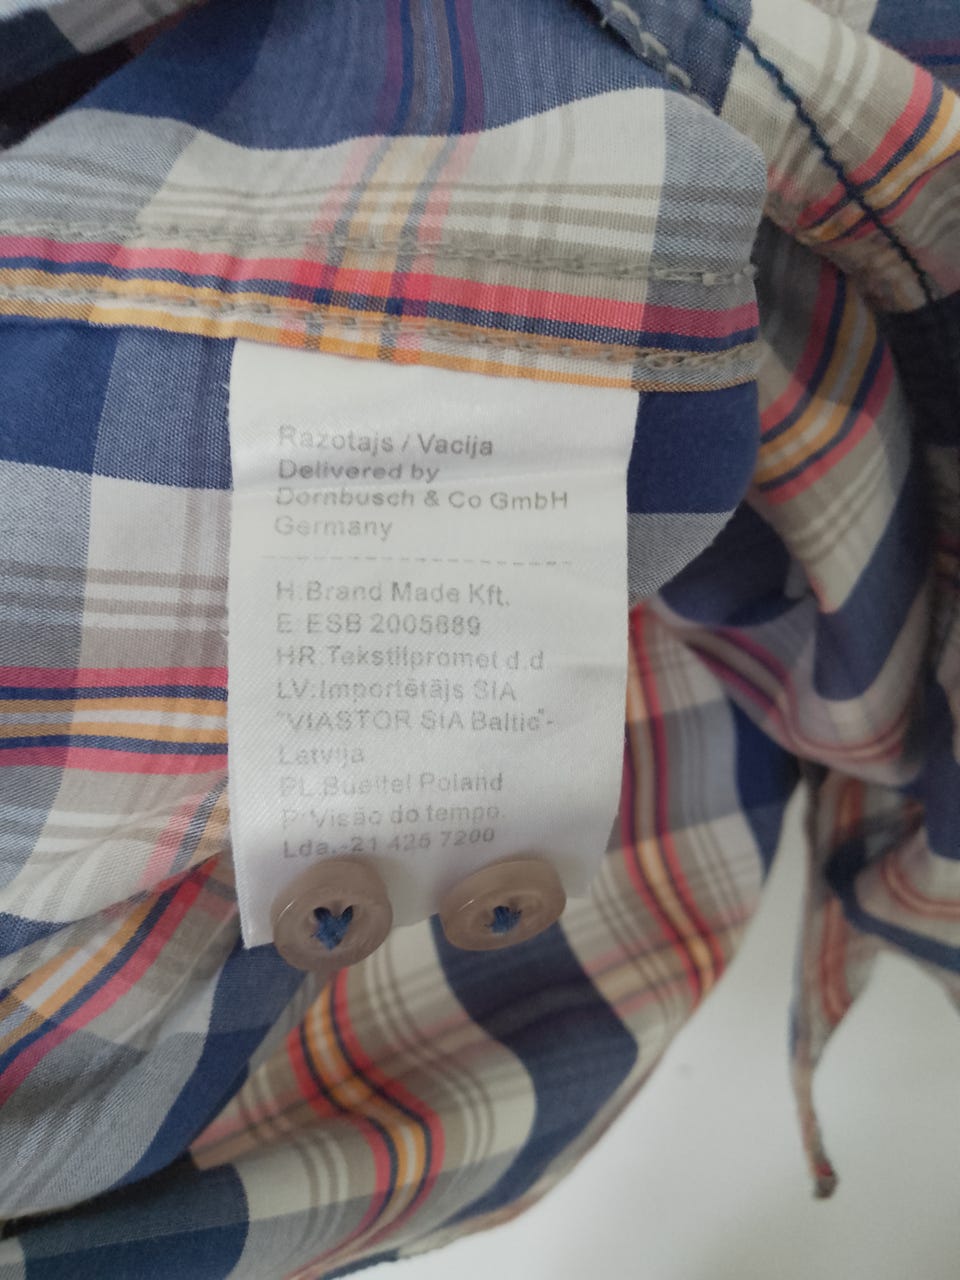 Razotajs / Vacija
Delivered by
Dornbusch & Co GmbH
Germany
H:Brand Made Kft.
E:ESB 2005889
HR:Tekstilpromet d.d
LV:Importētājs SIA
"VIASTOR SIA Baltic"-
Latvija
PL:Bueitel Poland
P:Visão do tempo.
Lda.-21 425 7200